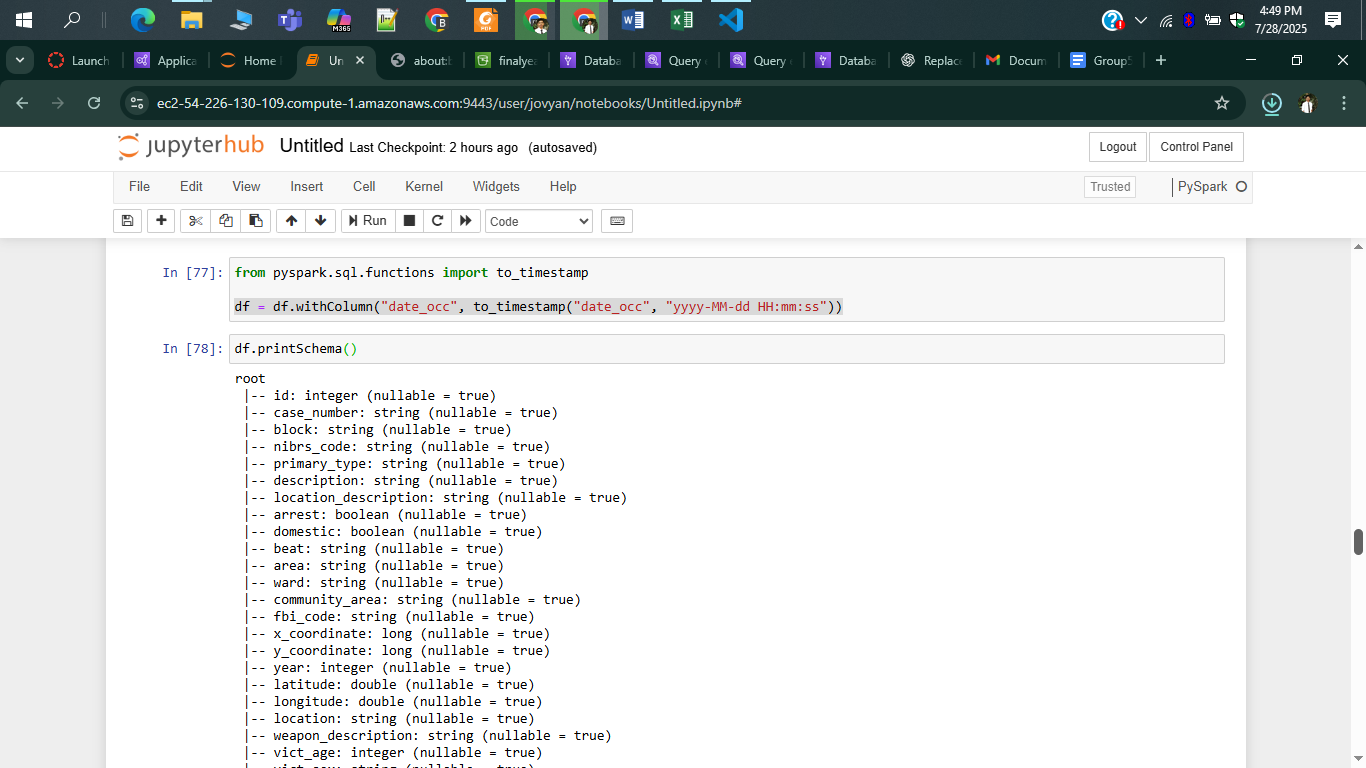 4:49 PM
7/28/2025
Launch
Applica
Home
Un
about:b
finalyea
Databa
Query
Query
Databa
Replac
Docum
GroupS
ec2-54-226-130-109.compute-1.amazonaws.com:9443/user/jovyan/notebooks/Untitled.ipynb#
jupyterhub Untitled Last Checkpoint: 2 hours ago (autosaved) Logout Control Panel
File Edit View Insert Cell Kernel Widgets Help Trusted PySpark
Run Code
In [77]: from pyspark.sql.functions import to_timestamp
df = df.withColumn("date_occ", to_timestamp("date_occ", "yyyy-MM-dd HH:mm:ss"))
In [78]: df.printSchema()
root
|-- id: integer (nullable = true)
|-- case_number: string (nullable = true)
|-- block: string (nullable = true)
|-- nibrs_code: string (nullable = true)
|-- primary_type: string (nullable = true)
|-- description: string (nullable = true)
|-- location_description: string (nullable = true)
|-- arrest: boolean (nullable = true)
|-- domestic: boolean (nullable = true)
|-- beat: string (nullable = true)
|-- area: string (nullable = true)
|-- ward: string (nullable = true)
|-- community_area: string (nullable = true)
|-- fbi_code: string (nullable = true)
|-- x_coordinate: long (nullable = true)
|-- y_coordinate: long (nullable = true)
|-- year: integer (nullable = true)
|-- latitude: double (nullable = true)
|-- longitude: double (nullable = true)
|-- location: string (nullable = true)
|-- weapon_description: string (nullable = true)
|-- vict_age: integer (nullable = true)